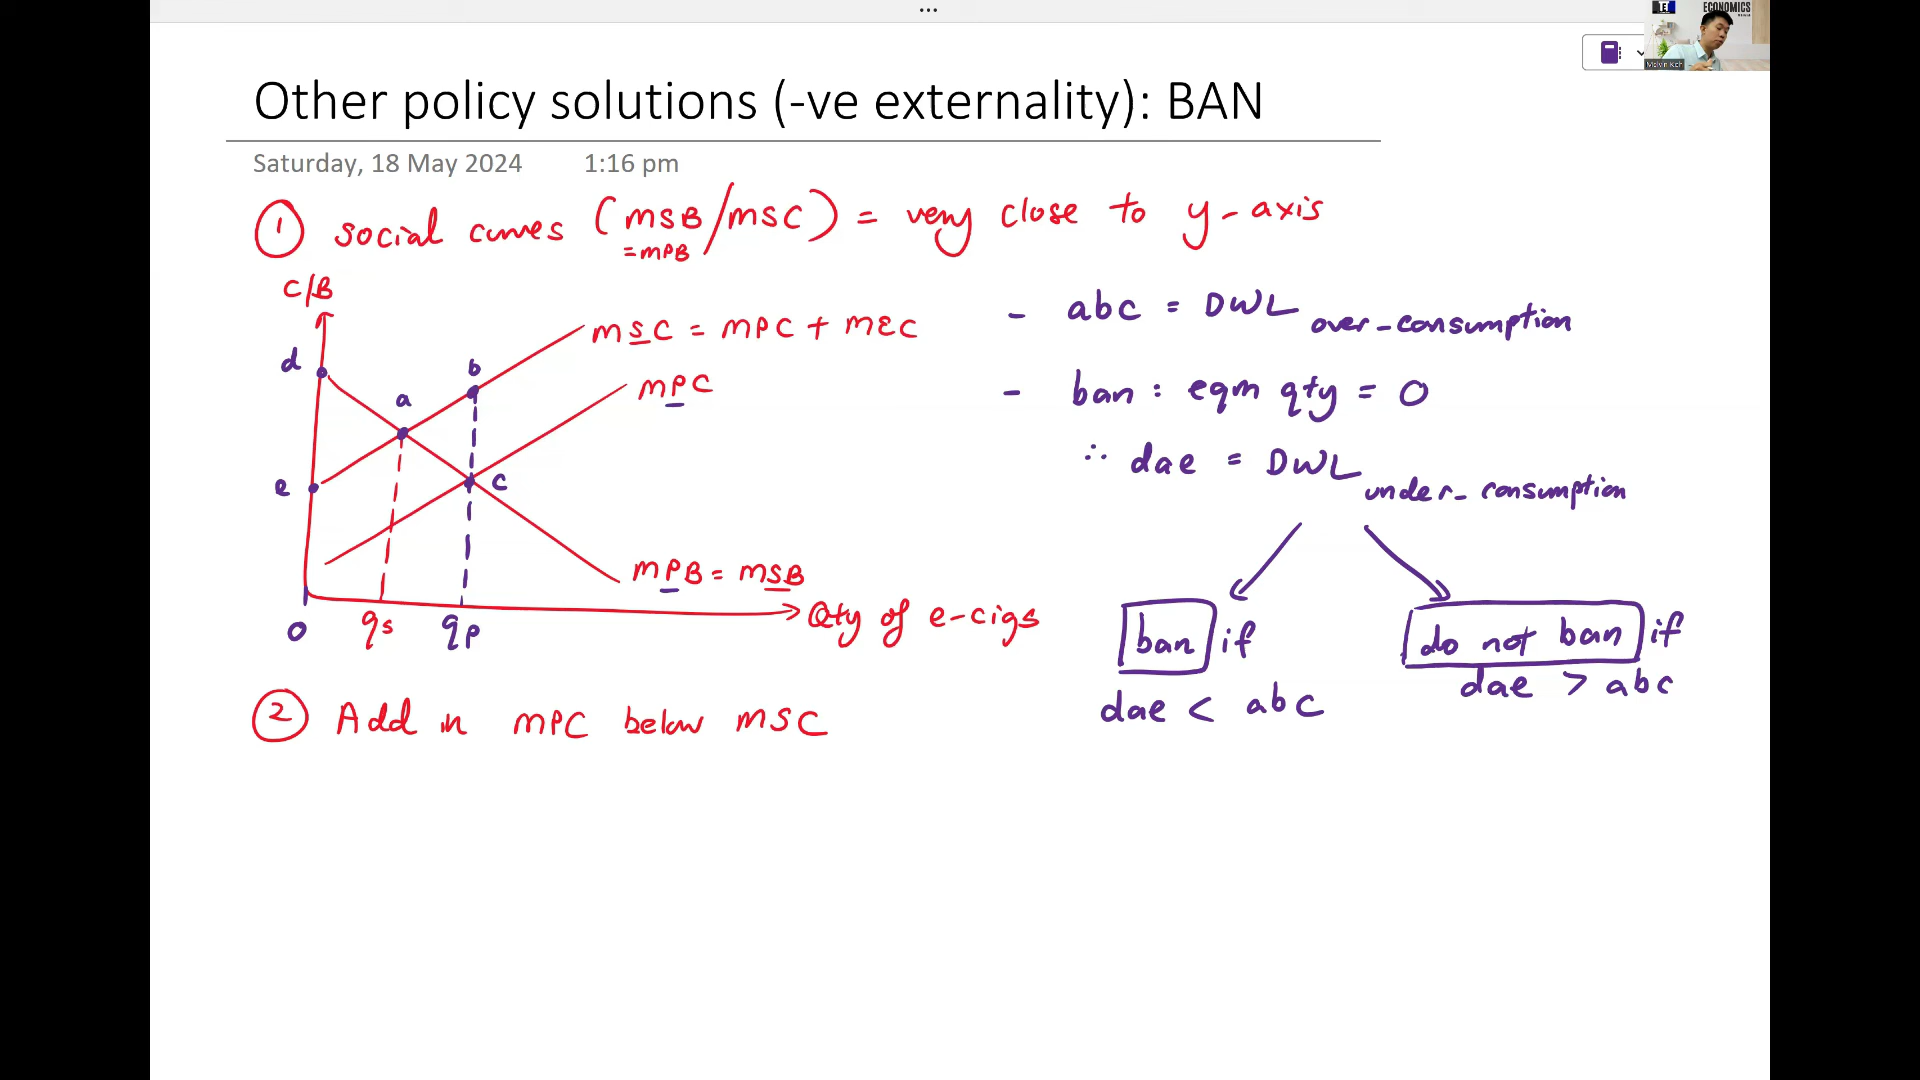 ...
ECONOMICS
Other policy solutions (-ve externality): BAN
Saturday, 18 May 2024 1:16 pm
① social curves (MSB/MSC) = very close to y-axis
=MPB
C/B
MSC = MPC + MEC
MPC
d
a
b
e
c
MPB = MSB
0
qs
qp
Qty of e-cigs
② Add in MPC below MSC
- abc = DWL over-consumption
- ban : eqm qty = 0
∴ dae = DWL under-consumption
ban if
dae < abc
do not ban if
dae > abc